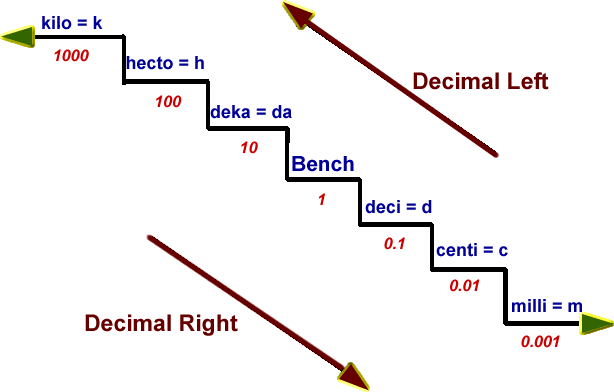 kilo = k
1000
hecto = h
100
Decimal Left
deka = da
10
Bench
1
deci = d
0.1
centi = c
0.01
milli = m
0.001
Decimal Right